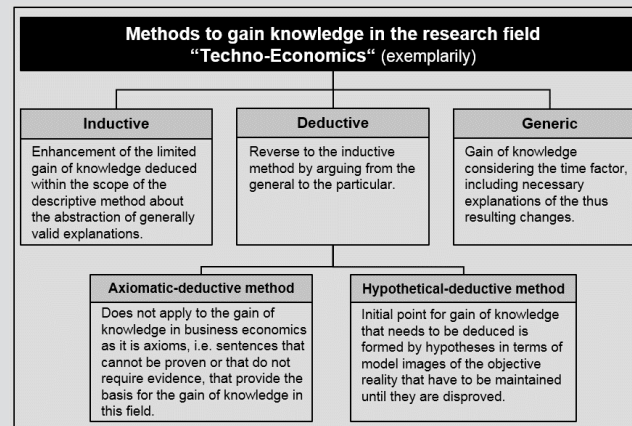 Methods to gain knowledge in the research field
“Techno-Economics“ (exemplarily)
Inductive
Enhancement of the limited
gain of knowledge deduced
within the scope of the
descriptive method about
the abstraction of generally
valid explanations.
Deductive
Reverse to the inductive
method by arguing from the
general to the particular.
Generic
Gain of knowledge
considering the time factor,
including necessary
explanations of the thus
resulting changes.
Axiomatic-deductive method
Does not apply to the gain of
knowledge in business economics
as it is axioms, i.e. sentences that
cannot be proven or that do not
require evidence, that provide the
basis for the gain of knowledge in
this field.
Hypothetical-deductive method
Initial point for gain of knowledge
that needs to be deduced is
formed by hypotheses in terms of
model images of the objective
reality that have to be maintained
until they are disproved.